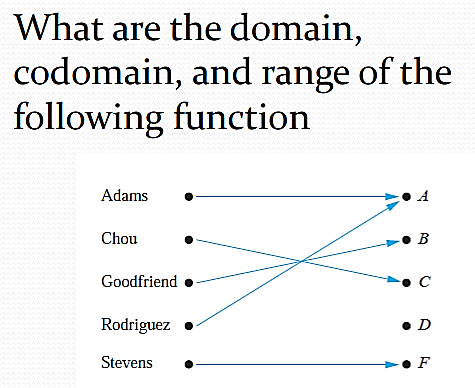 What are the domain,
codomain, and range of the
following function
Adams A
Chou B
Goodfriend C
Rodriguez D
Stevens F